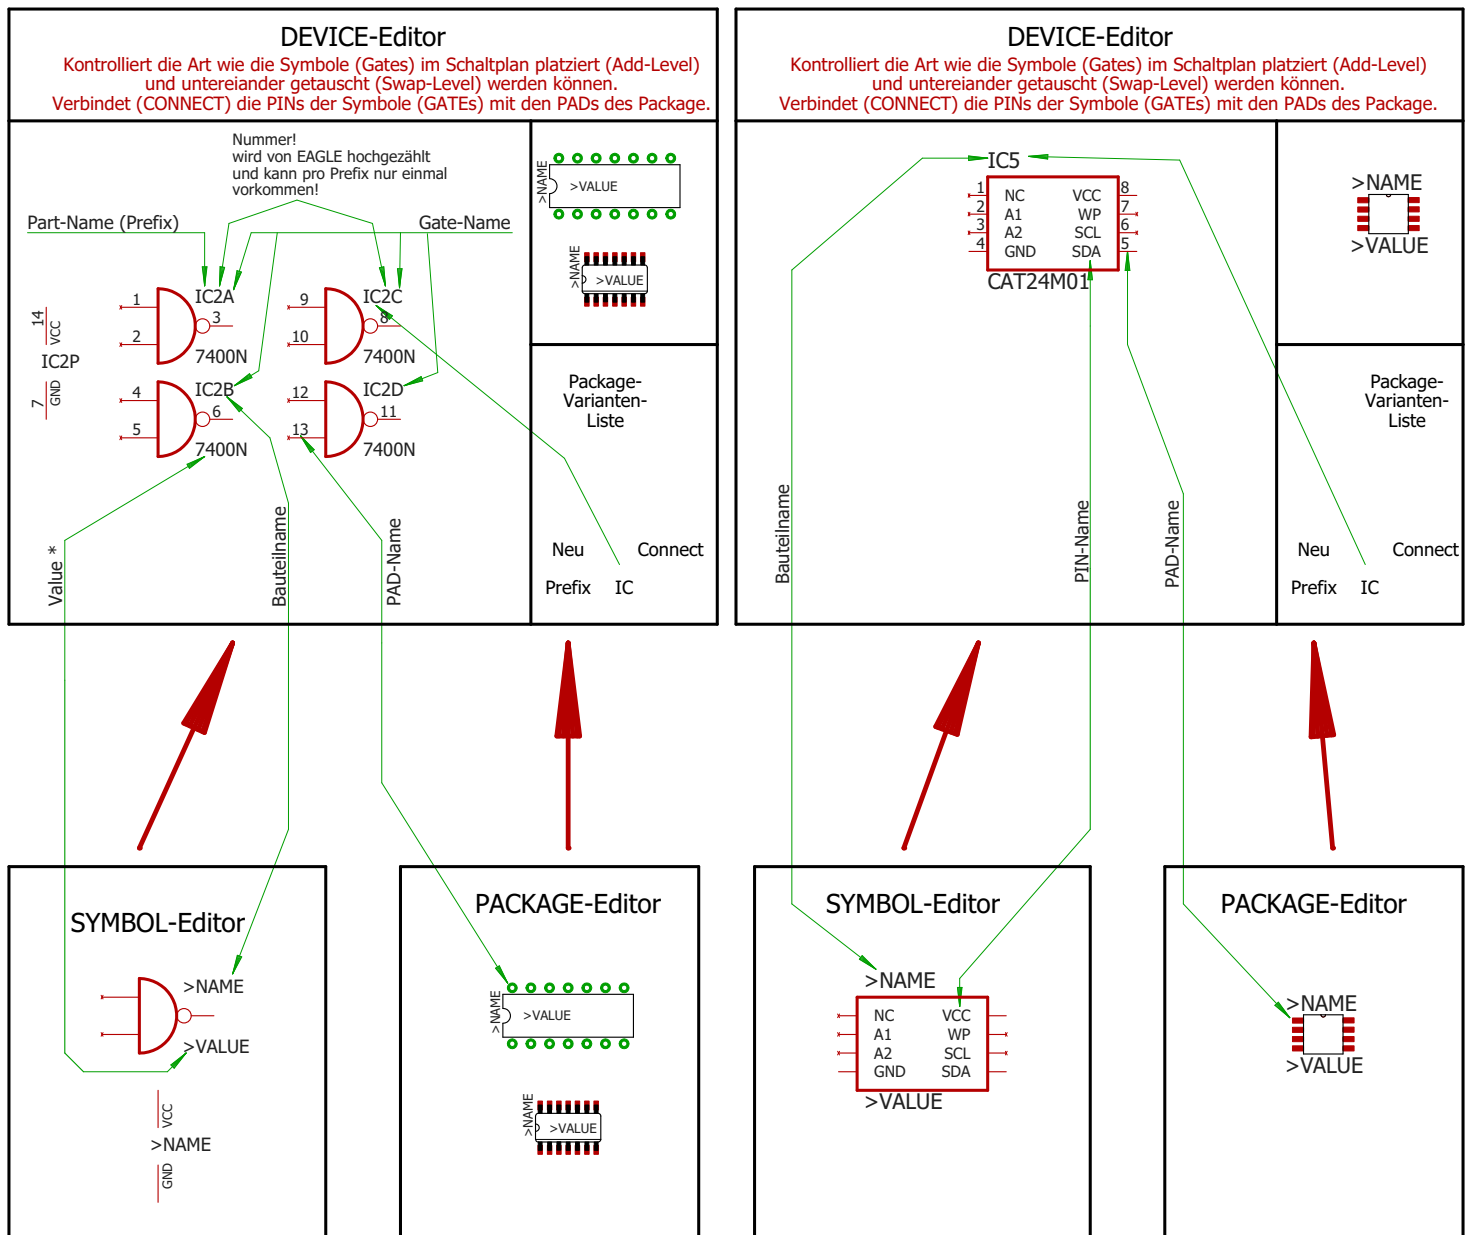 DEVICE-Editor
Kontrolliert die Art wie die Symbole (Gates) im Schaltplan platziert (Add-Level)
und untereiander getauscht (Swap-Level) werden können.
Verbindet (CONNECT) die PINs der Symbole (GATEs) mit den PADs des Package.
Nummer!
wird von EAGLE hochgezählt
und kann pro Prefix nur einmal
vorkommen!
Part-Name (Prefix)
Gate-Name
14
VCC
IC2P
7
GND
1
2
IC2A
3
7400N
9
10
IC2C
8
7400N
4
5
IC2B
6
7400N
12
13
IC2D
11
7400N
Value *
Bauteilname
PAD-Name
>NAME
>VALUE
>NAME
>VALUE
Package-
Varianten-
Liste
Neu
Connect
Prefix
IC
SYMBOL-Editor
>NAME
>VALUE
VCC
>NAME
GND
PACKAGE-Editor
>NAME
>VALUE
>NAME
>VALUE
DEVICE-Editor
Kontrolliert die Art wie die Symbole (Gates) im Schaltplan platziert (Add-Level)
und untereiander getauscht (Swap-Level) werden können.
Verbindet (CONNECT) die PINs der Symbole (GATEs) mit den PADs des Package.
IC5
1 NC VCC 8
2 A1 WP 7
3 A2 SCL 6
4 GND SDA 5
CAT24M01
Bauteilname
PIN-Name
PAD-Name
>NAME
>VALUE
Package-
Varianten-
Liste
Neu
Connect
Prefix
IC
SYMBOL-Editor
>NAME
NC VCC
A1 WP
A2 SCL
GND SDA
>VALUE
PACKAGE-Editor
>NAME
>VALUE